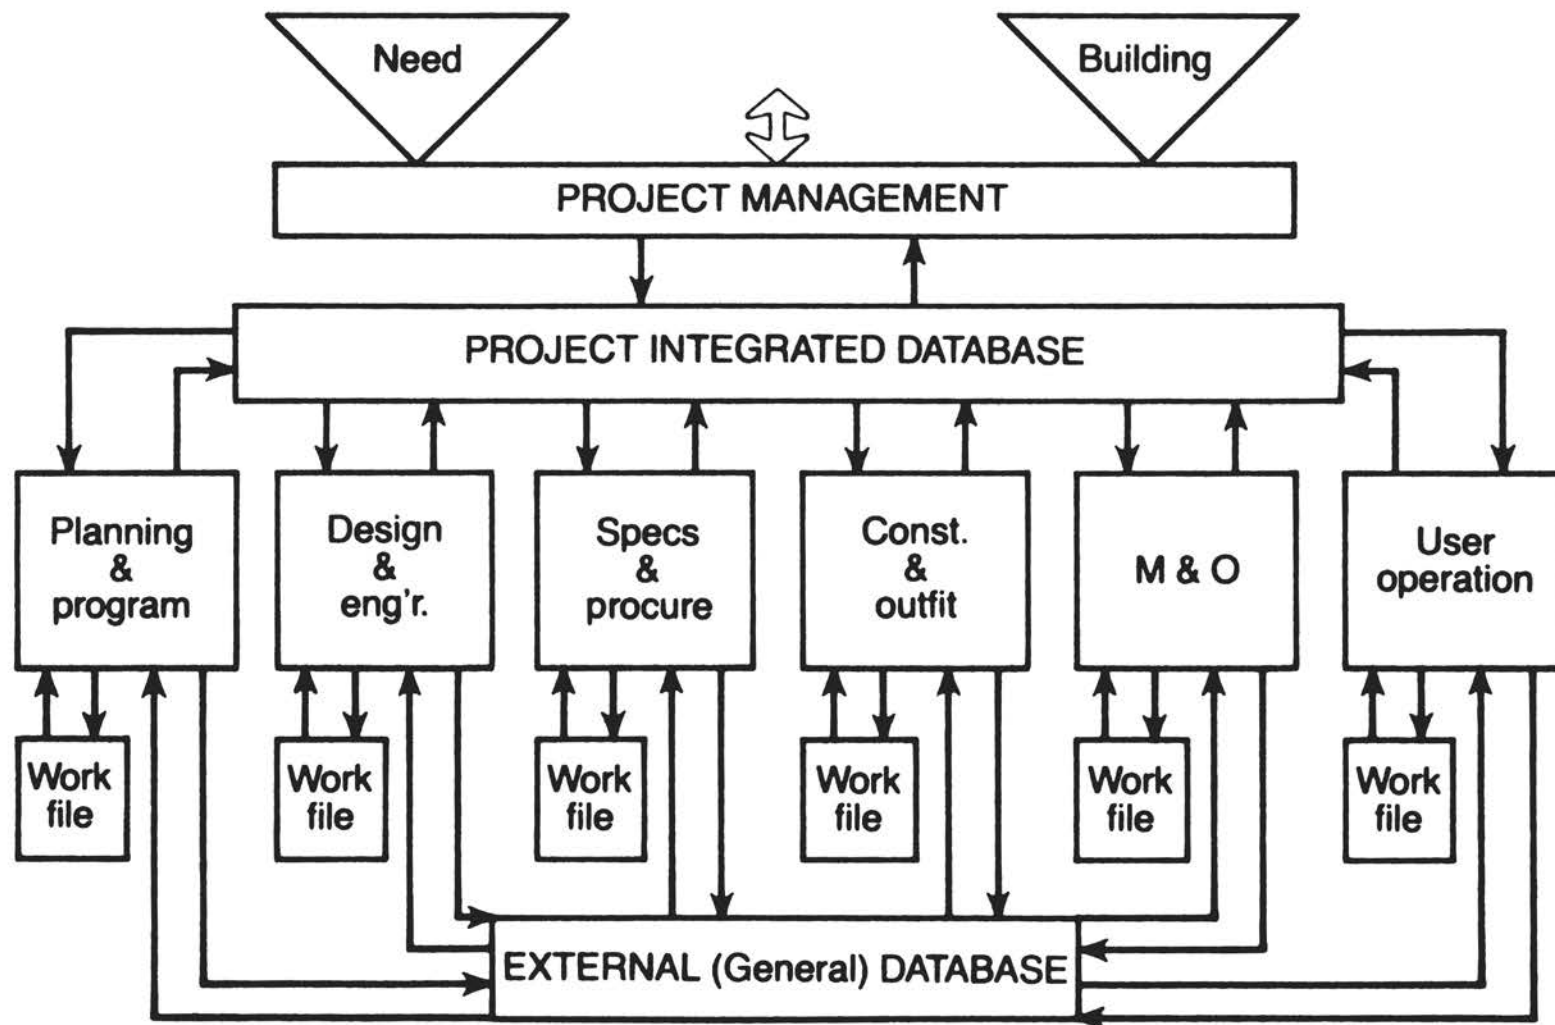 Need
Building
PROJECT MANAGEMENT
PROJECT INTEGRATED DATABASE
Planning
&
program
Design
&
eng'r.
Specs
&
procure
Const.
&
outfit
M & O
User
operation
Work
file
Work
file
Work
file
Work
file
Work
file
Work
file
EXTERNAL (General) DATABASE